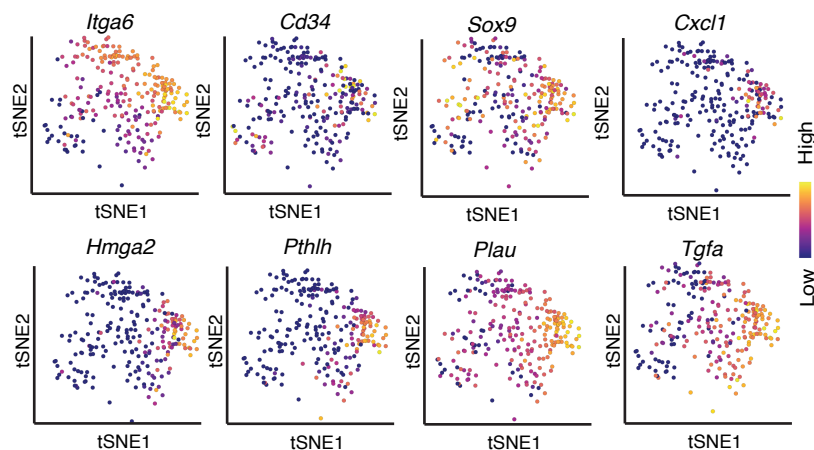 Itga6 Cd34 Sox9 Cxcl1
tSNE2 tSNE2 tSNE2 tSNE2
tSNE1 tSNE1 tSNE1 tSNE1
High
Low
Hmga2 Pthlh Plau Tgfa
tSNE2 tSNE2 tSNE2 tSNE2
tSNE1 tSNE1 tSNE1 tSNE1